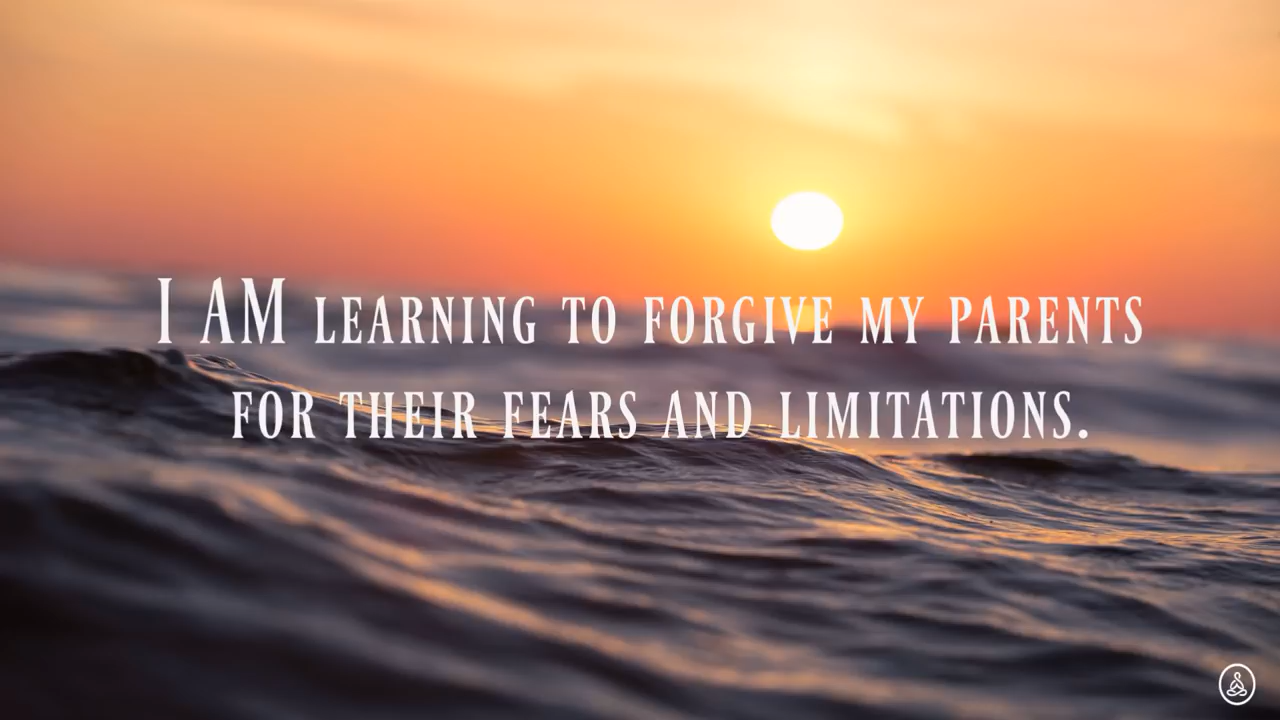 I AM LEARNING TO FORGIVE MY PARENTS
FOR THEIR FEARS AND LIMITATIONS.